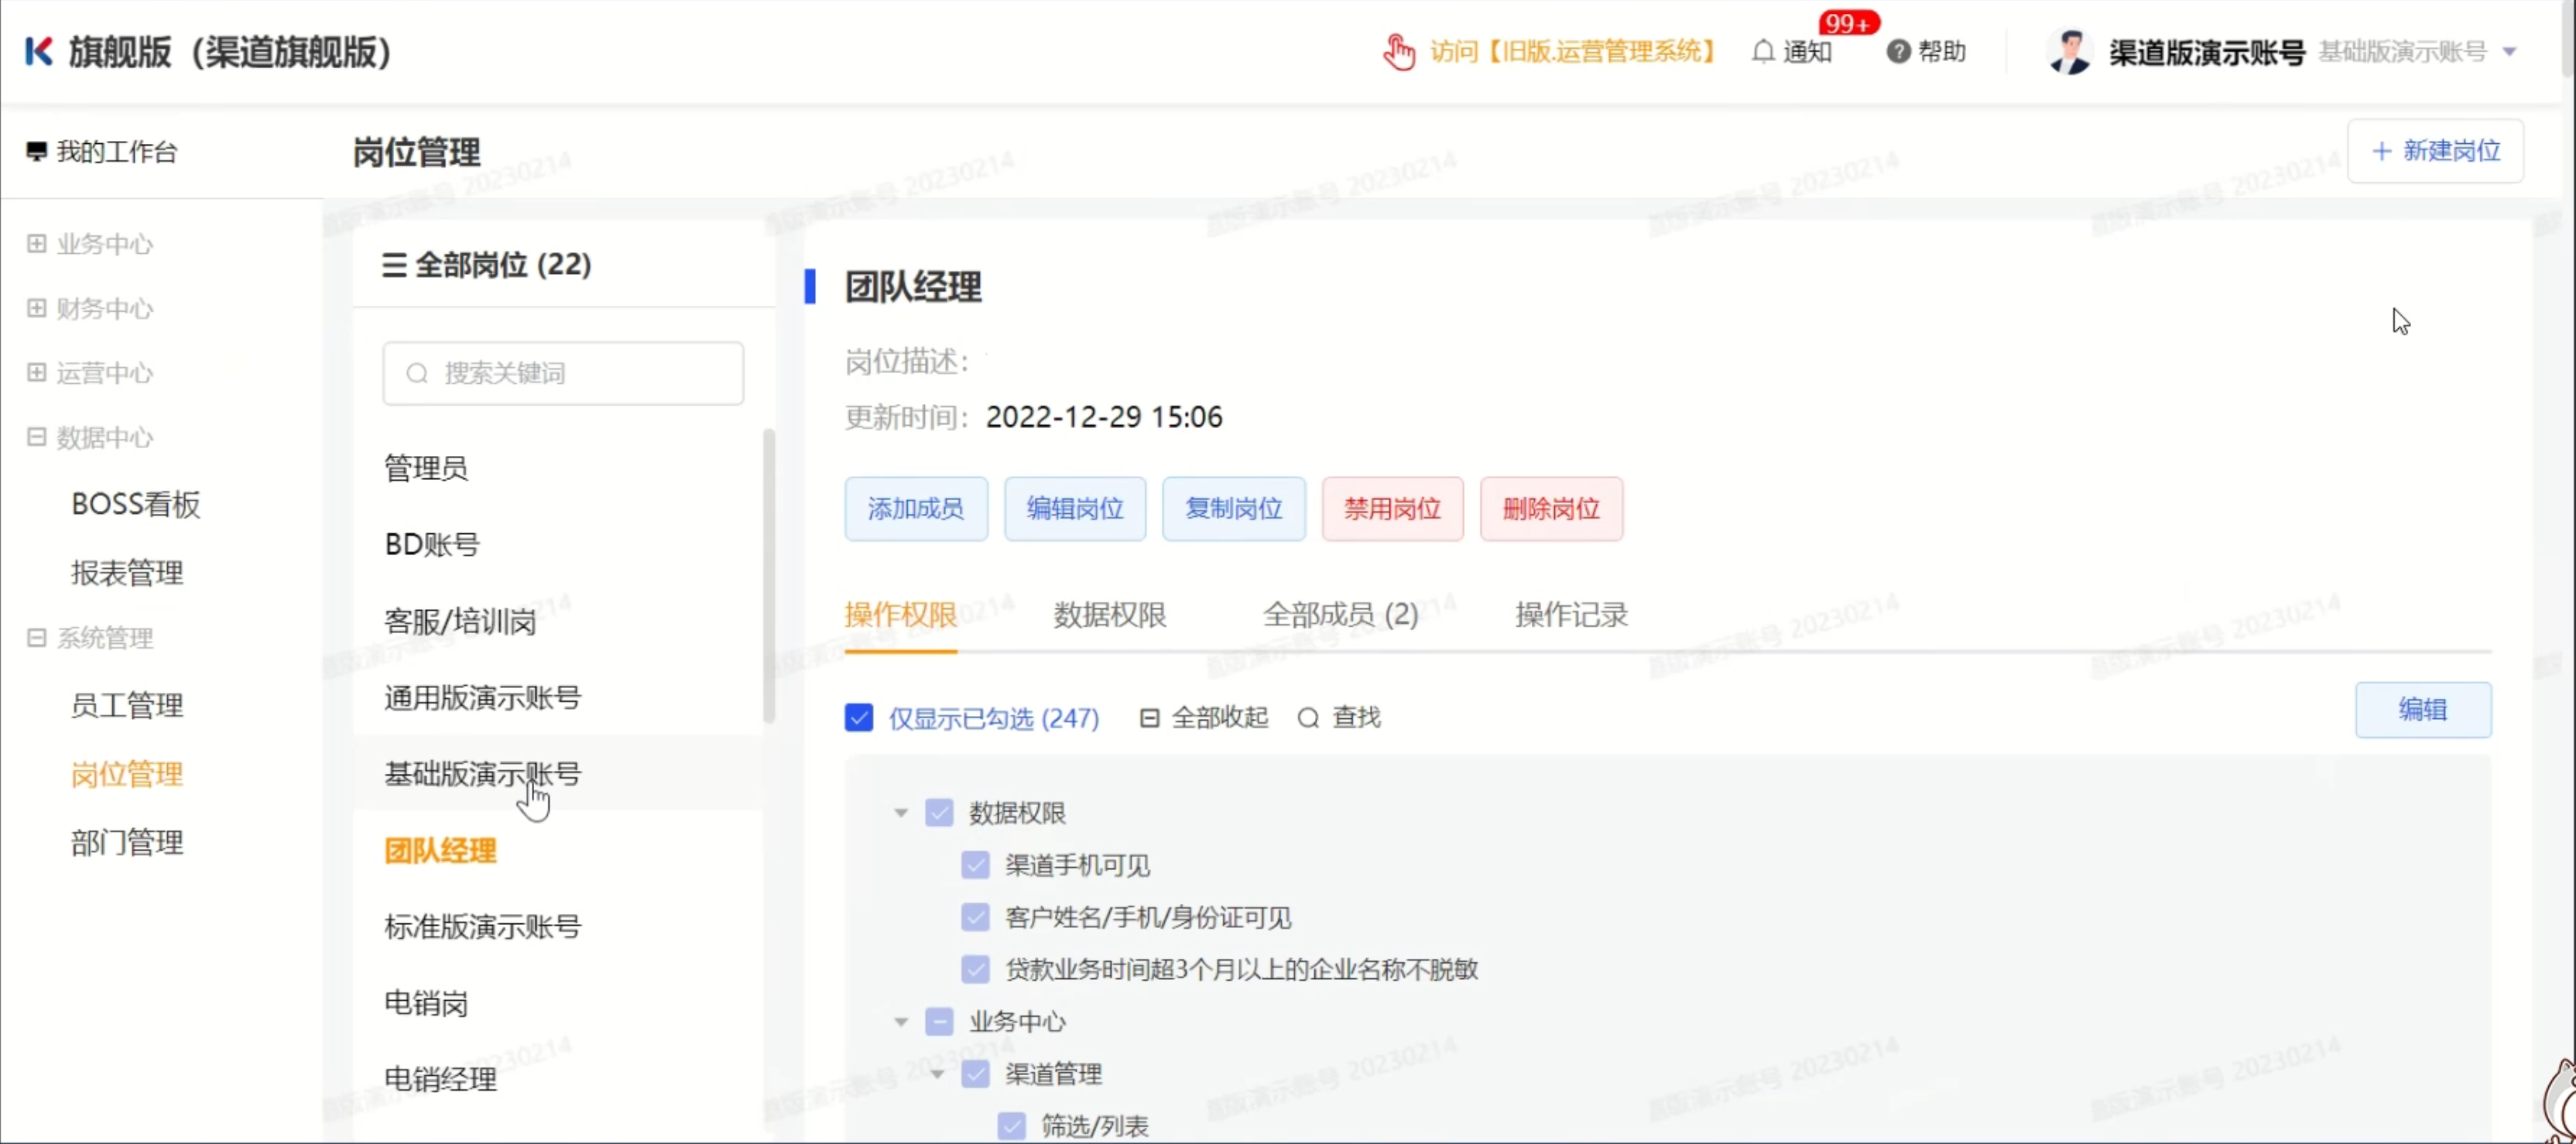 旗舰版（渠道旗舰版）
访问【旧版.运营管理系统】
通知
99+
帮助
渠道版演示账号 基础版演示账号
我的工作台
业务中心
财务中心
运营中心
数据中心
BOSS看板
报表管理
系统管理
员工管理
岗位管理
部门管理
岗位管理
+ 新建岗位
全部岗位 (22)
搜索关键词
管理员
BD账号
客服/培训岗
通用版演示账号
基础版演示账号
团队经理
标准版演示账号
电销岗
电销经理
团队经理
岗位描述：
更新时间：2022-12-29 15:06
添加成员 编辑岗位 复制岗位 禁用岗位 删除岗位
操作权限 数据权限 全部成员 (2) 操作记录
仅显示已勾选 (247) 全部收起 查找
编辑
数据权限
渠道手机可见
客户姓名/手机/身份证可见
贷款业务时间超3个月以上的企业名称不脱敏
业务中心
渠道管理
筛选/列表